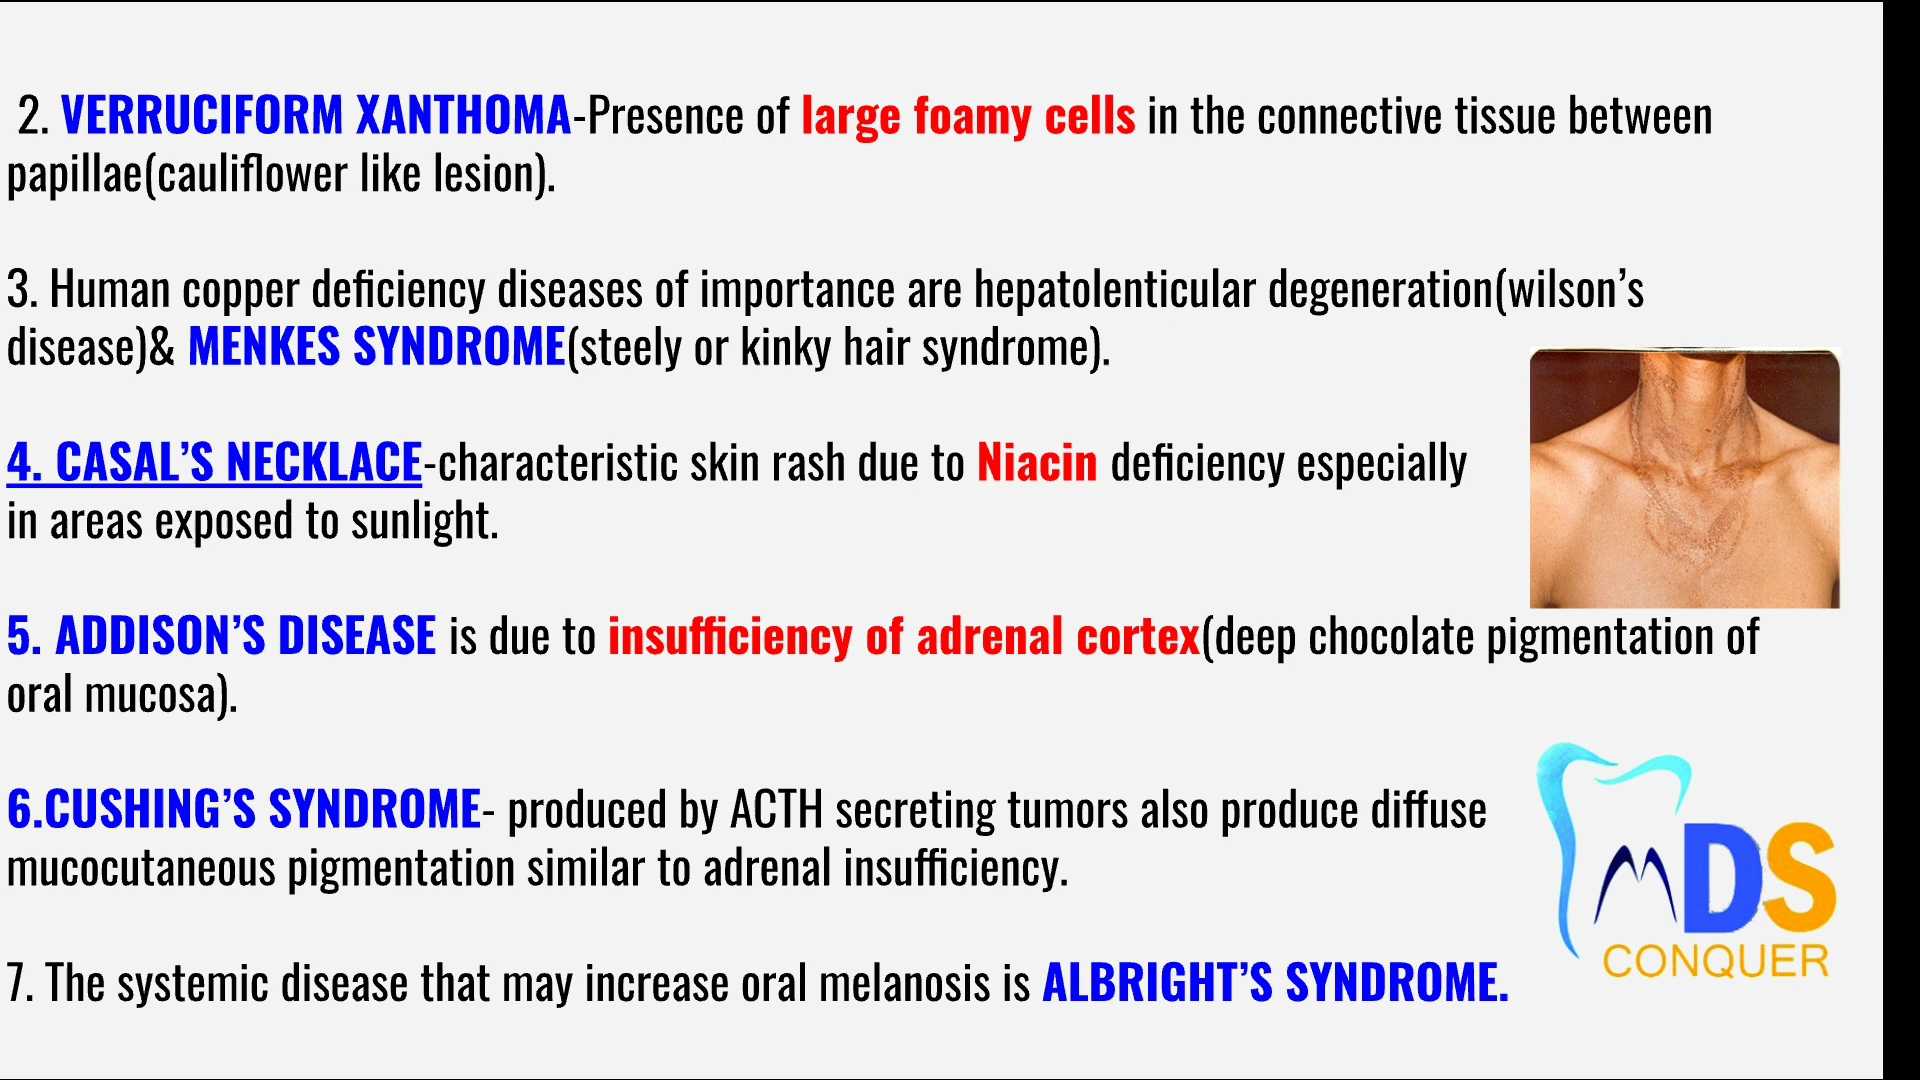 2. VERRUCIFORM XANTHOMA-Presence of large foamy cells in the connective tissue between
papillae(cauliflower like lesion).
3. Human copper deficiency diseases of importance are hepatolenticular degeneration(wilson’s
disease)& MENKES SYNDROME(steely or kinky hair syndrome).
4. CASAL’S NECKLACE-characteristic skin rash due to Niacin deficiency especially
in areas exposed to sunlight.
5. ADDISON’S DISEASE is due to insufficiency of adrenal cortex(deep chocolate pigmentation of
oral mucosa).
6.CUSHING’S SYNDROME- produced by ACTH secreting tumors also produce diffuse
mucocutaneous pigmentation similar to adrenal insufficiency.
7. The systemic disease that may increase oral melanosis is ALBRIGHT’S SYNDROME.
MDS
CONQUER